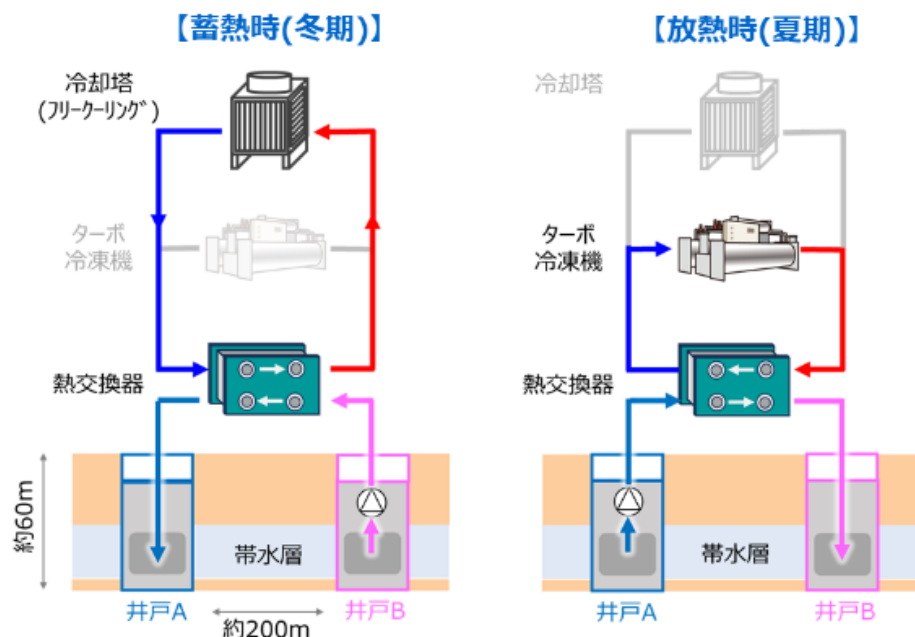 【蓄熱時(冬期)】
冷却塔
(ﾌﾘｰｸｰﾘﾝｸﾞ)
ターボ
冷凍機
熱交換器
約60m
帯水層
井戸A
井戸B
約200m
【放熱時(夏期)】
冷却塔
ターボ
冷凍機
熱交換器
帯水層
井戸A
井戸B